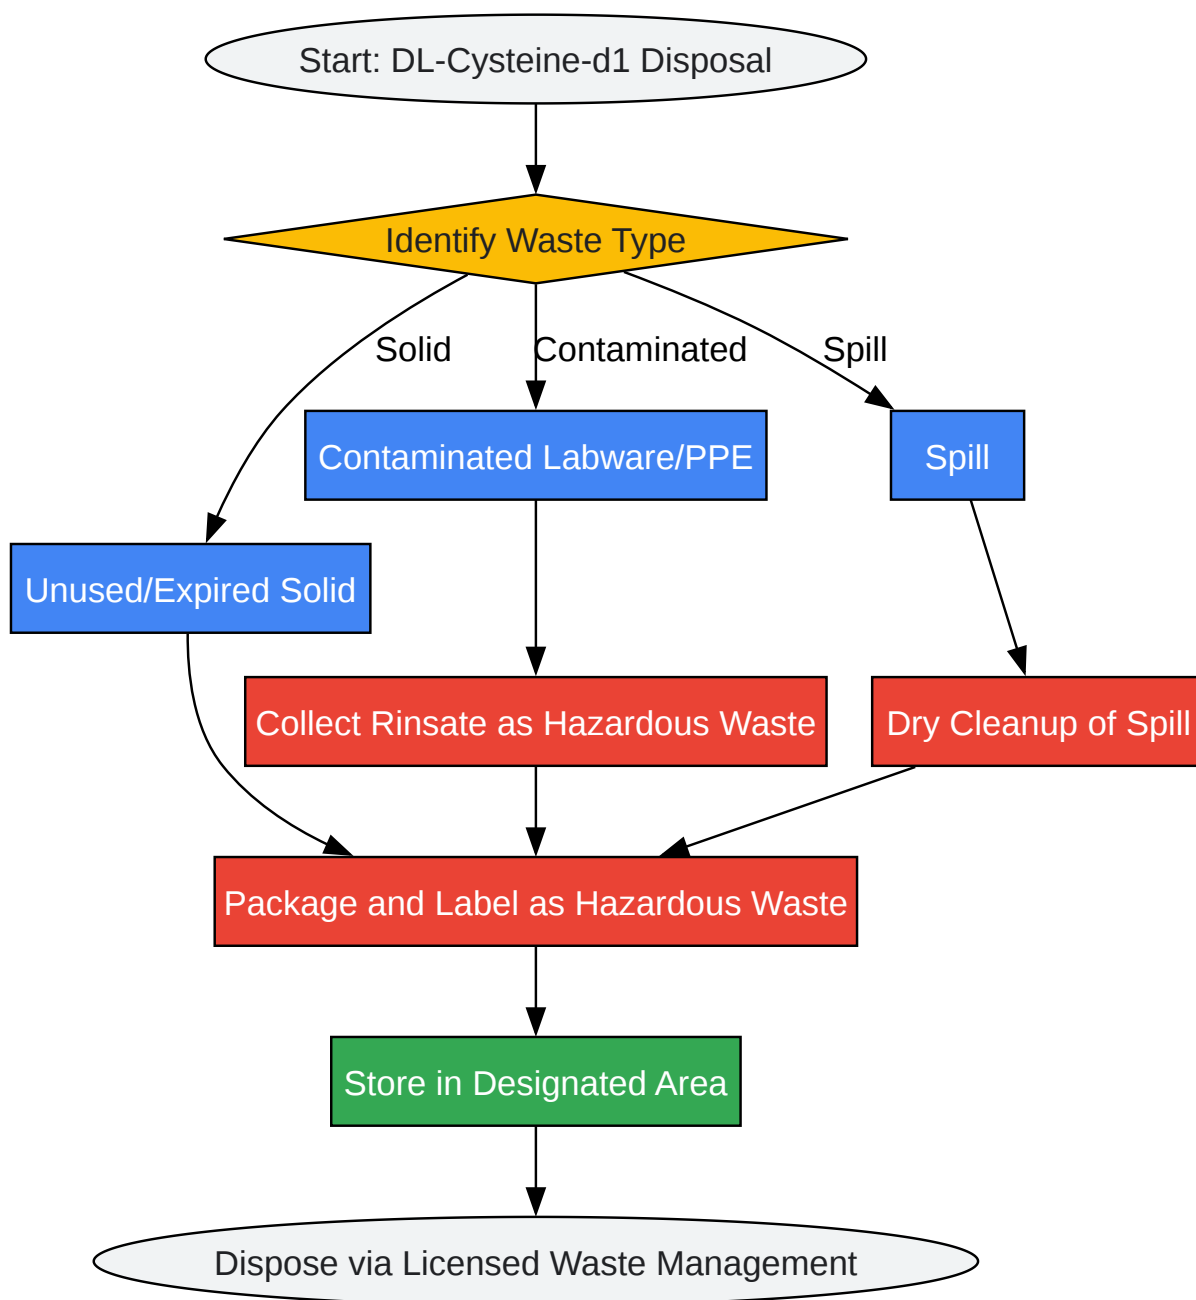 Start: DL-Cysteine-d1 Disposal
Identify Waste Type
Solid
Contaminated
Spill
Contaminated Labware/PPE
Spill
Unused/Expired Solid
Collect Rinsate as Hazardous Waste
Dry Cleanup of Spill
Package and Label as Hazardous Waste
Store in Designated Area
Dispose via Licensed Waste Management